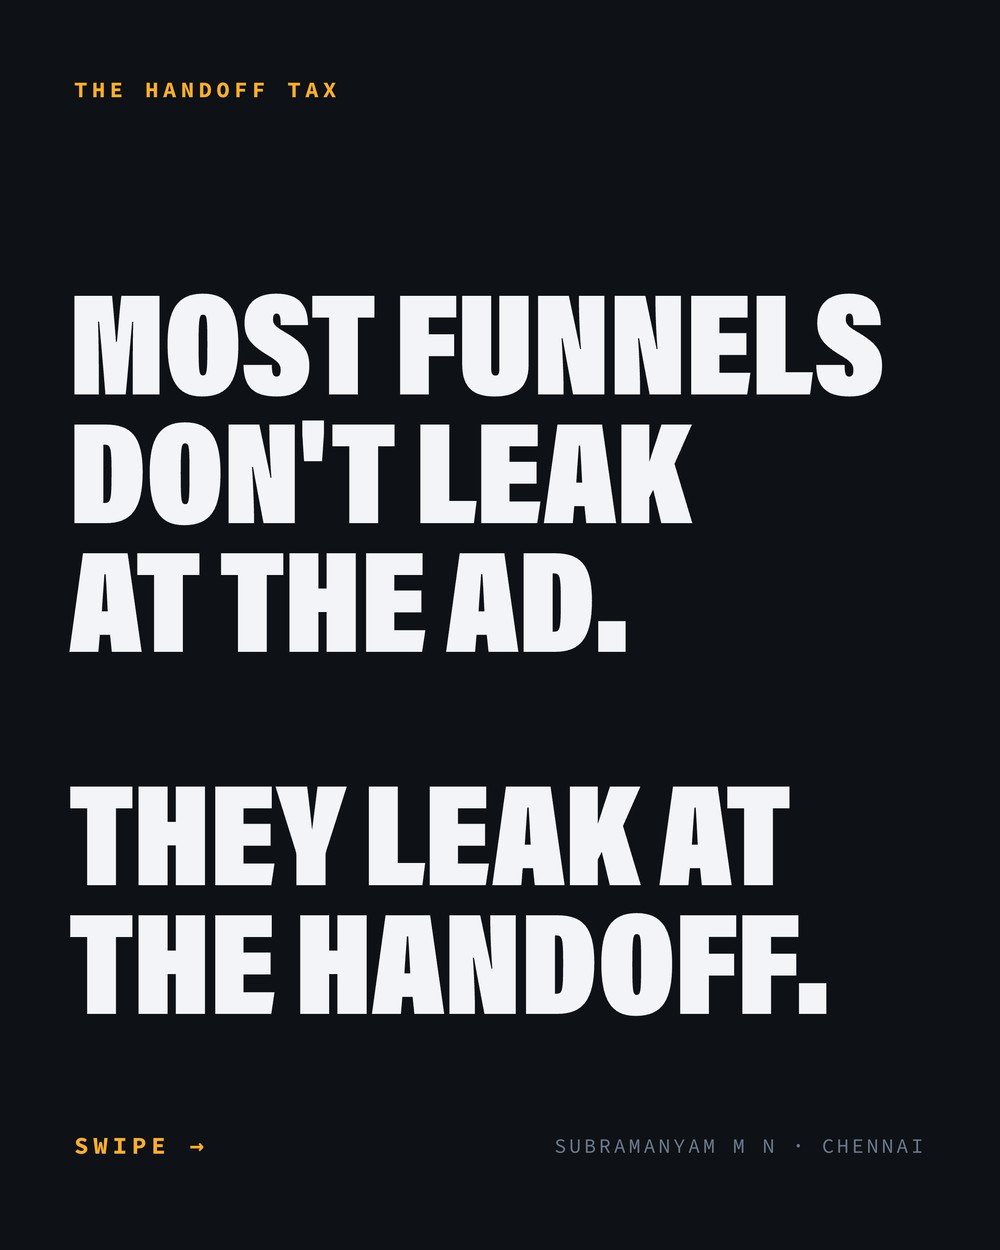 THE HANDOFF TAX
MOST FUNNELS
DON'T LEAK
AT THE AD.
THEY LEAK AT
THE HANDOFF.
SWIPE →
SUBRAMANYAM M N · CHENNAI